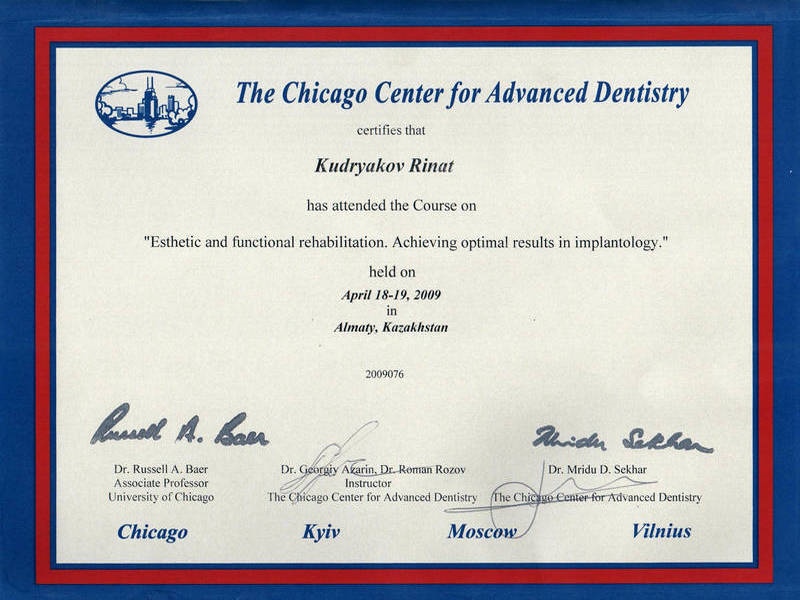 The Chicago Center for Advanced Dentistry
certifies that
Kudryakov Rinat
has attended the Course on
"Esthetic and functional rehabilitation. Achieving optimal results in implantology."
held on
April 18-19, 2009
in
Almaty, Kazakhstan
2009076
Russell A. Baer
Mridu Sekhar
Dr. Russell A. Baer
Associate Professor
University of Chicago
Dr. Georgiy Azarin, Dr. Roman Rozov
Instructor
The Chicago Center for Advanced Dentistry
Dr. Mridu D. Sekhar
The Chicago Center for Advanced Dentistry
Chicago Kyiv Moscow Vilnius